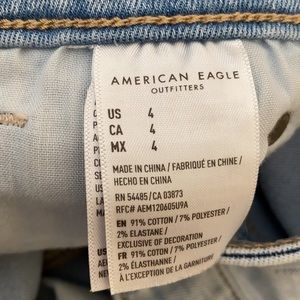 AMERICAN EAGLE
OUTFITTERS
US 4
CA 4
MX 4
MADE IN CHINA / FABRIQUÉ EN CHINE /
HECHO EN CHINA
RN 54485/CA 03873
RFC# AEM120605U9A
EN 91% COTTON / 7% POLYESTER /
2% ELASTANE /
EXCLUSIVE OF DECORATION
FR 91% COTON / 7% POLYESTER /
2% ÉLASTHANNE /
À L'EXCEPTION DE LA GARNITURE